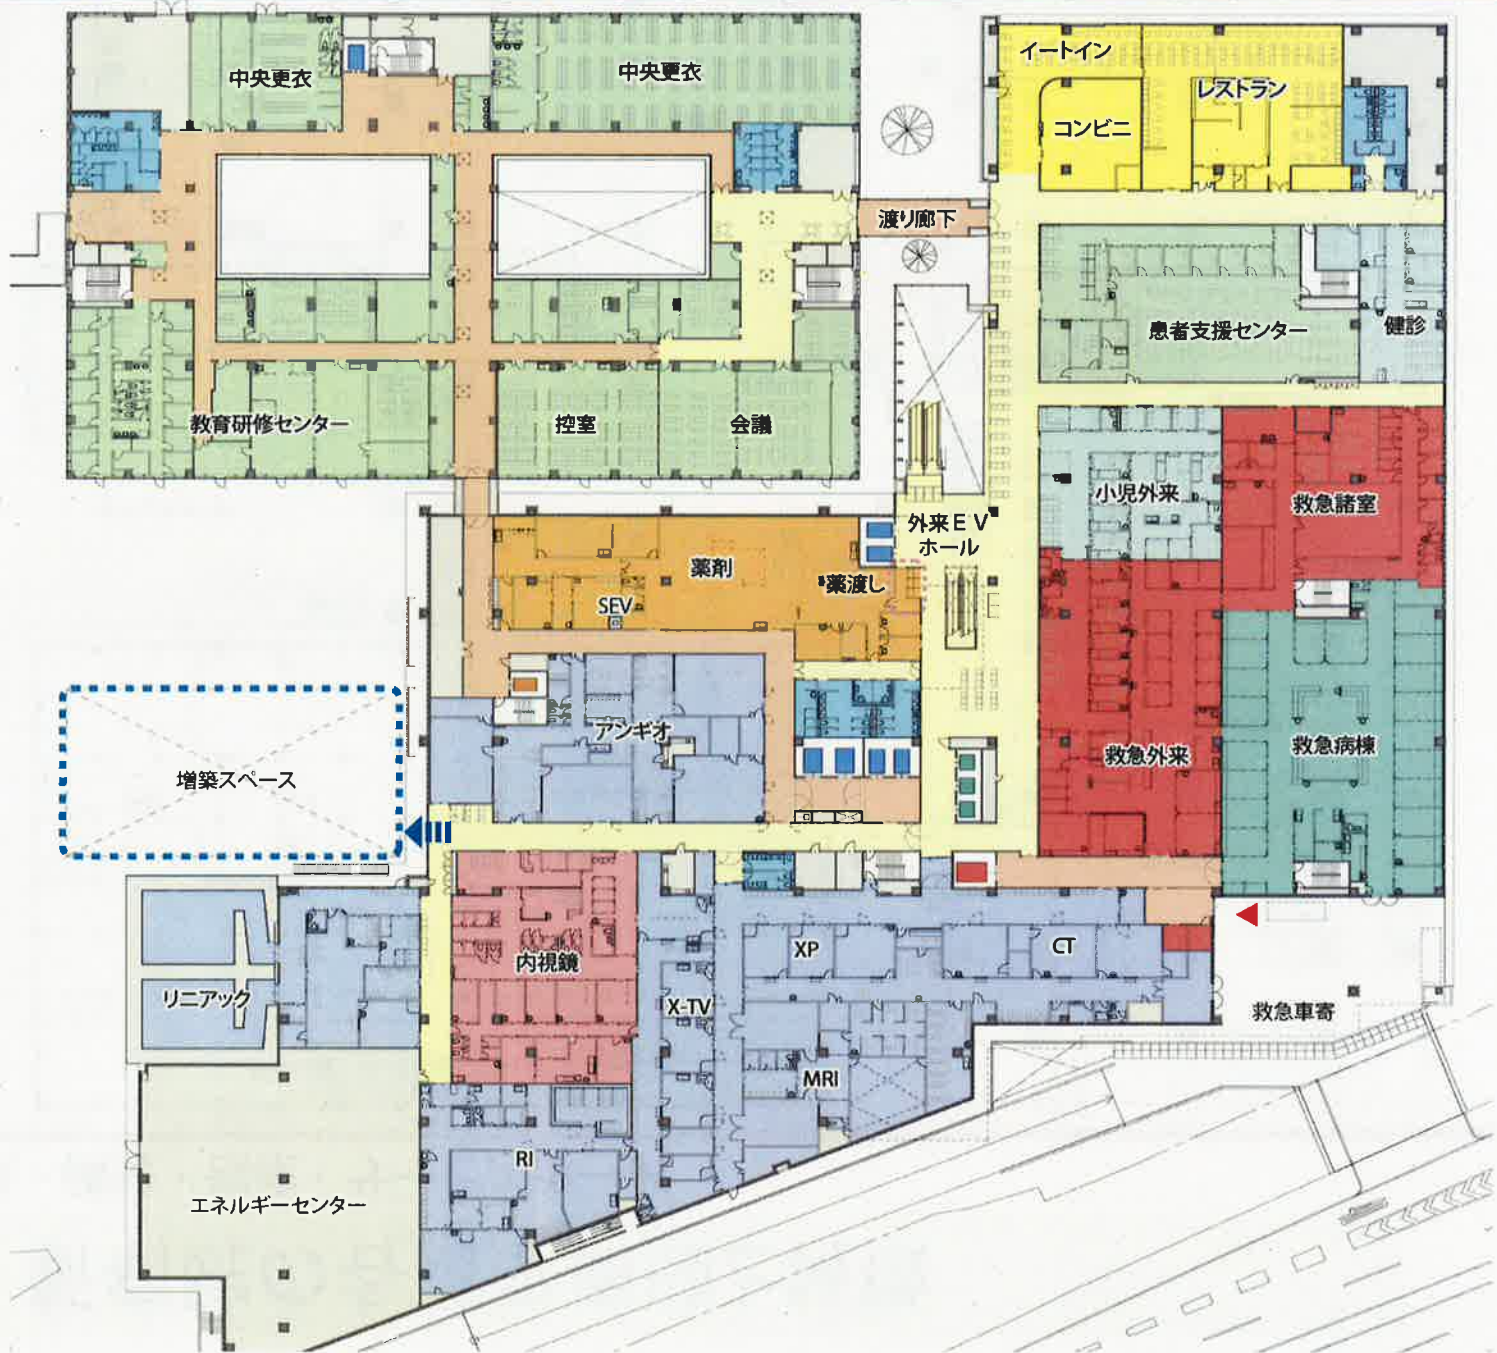 中央更衣
中央更衣
イートイン
レストラン
コンビニ
渡り廊下
患者支援センター
健診
教育研修センター
控室
会議
小児外来
救急諸室
外来EV
ホール
薬剤
薬渡し
SEV
アンギオ
救急外来
救急病棟
増築スペース
リニアック
内視鏡
X-TV
XP
CT
救急車寄
MRI
RI
エネルギーセンター